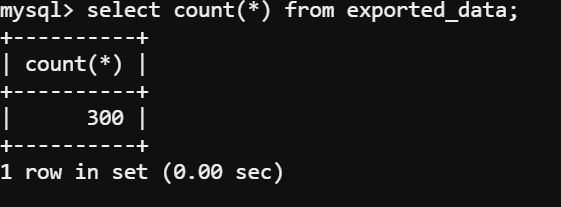 mysql> select count(*) from exported_data;
+----------+
| count(*) |
+----------+
|      300 |
+----------+
1 row in set (0.00 sec)